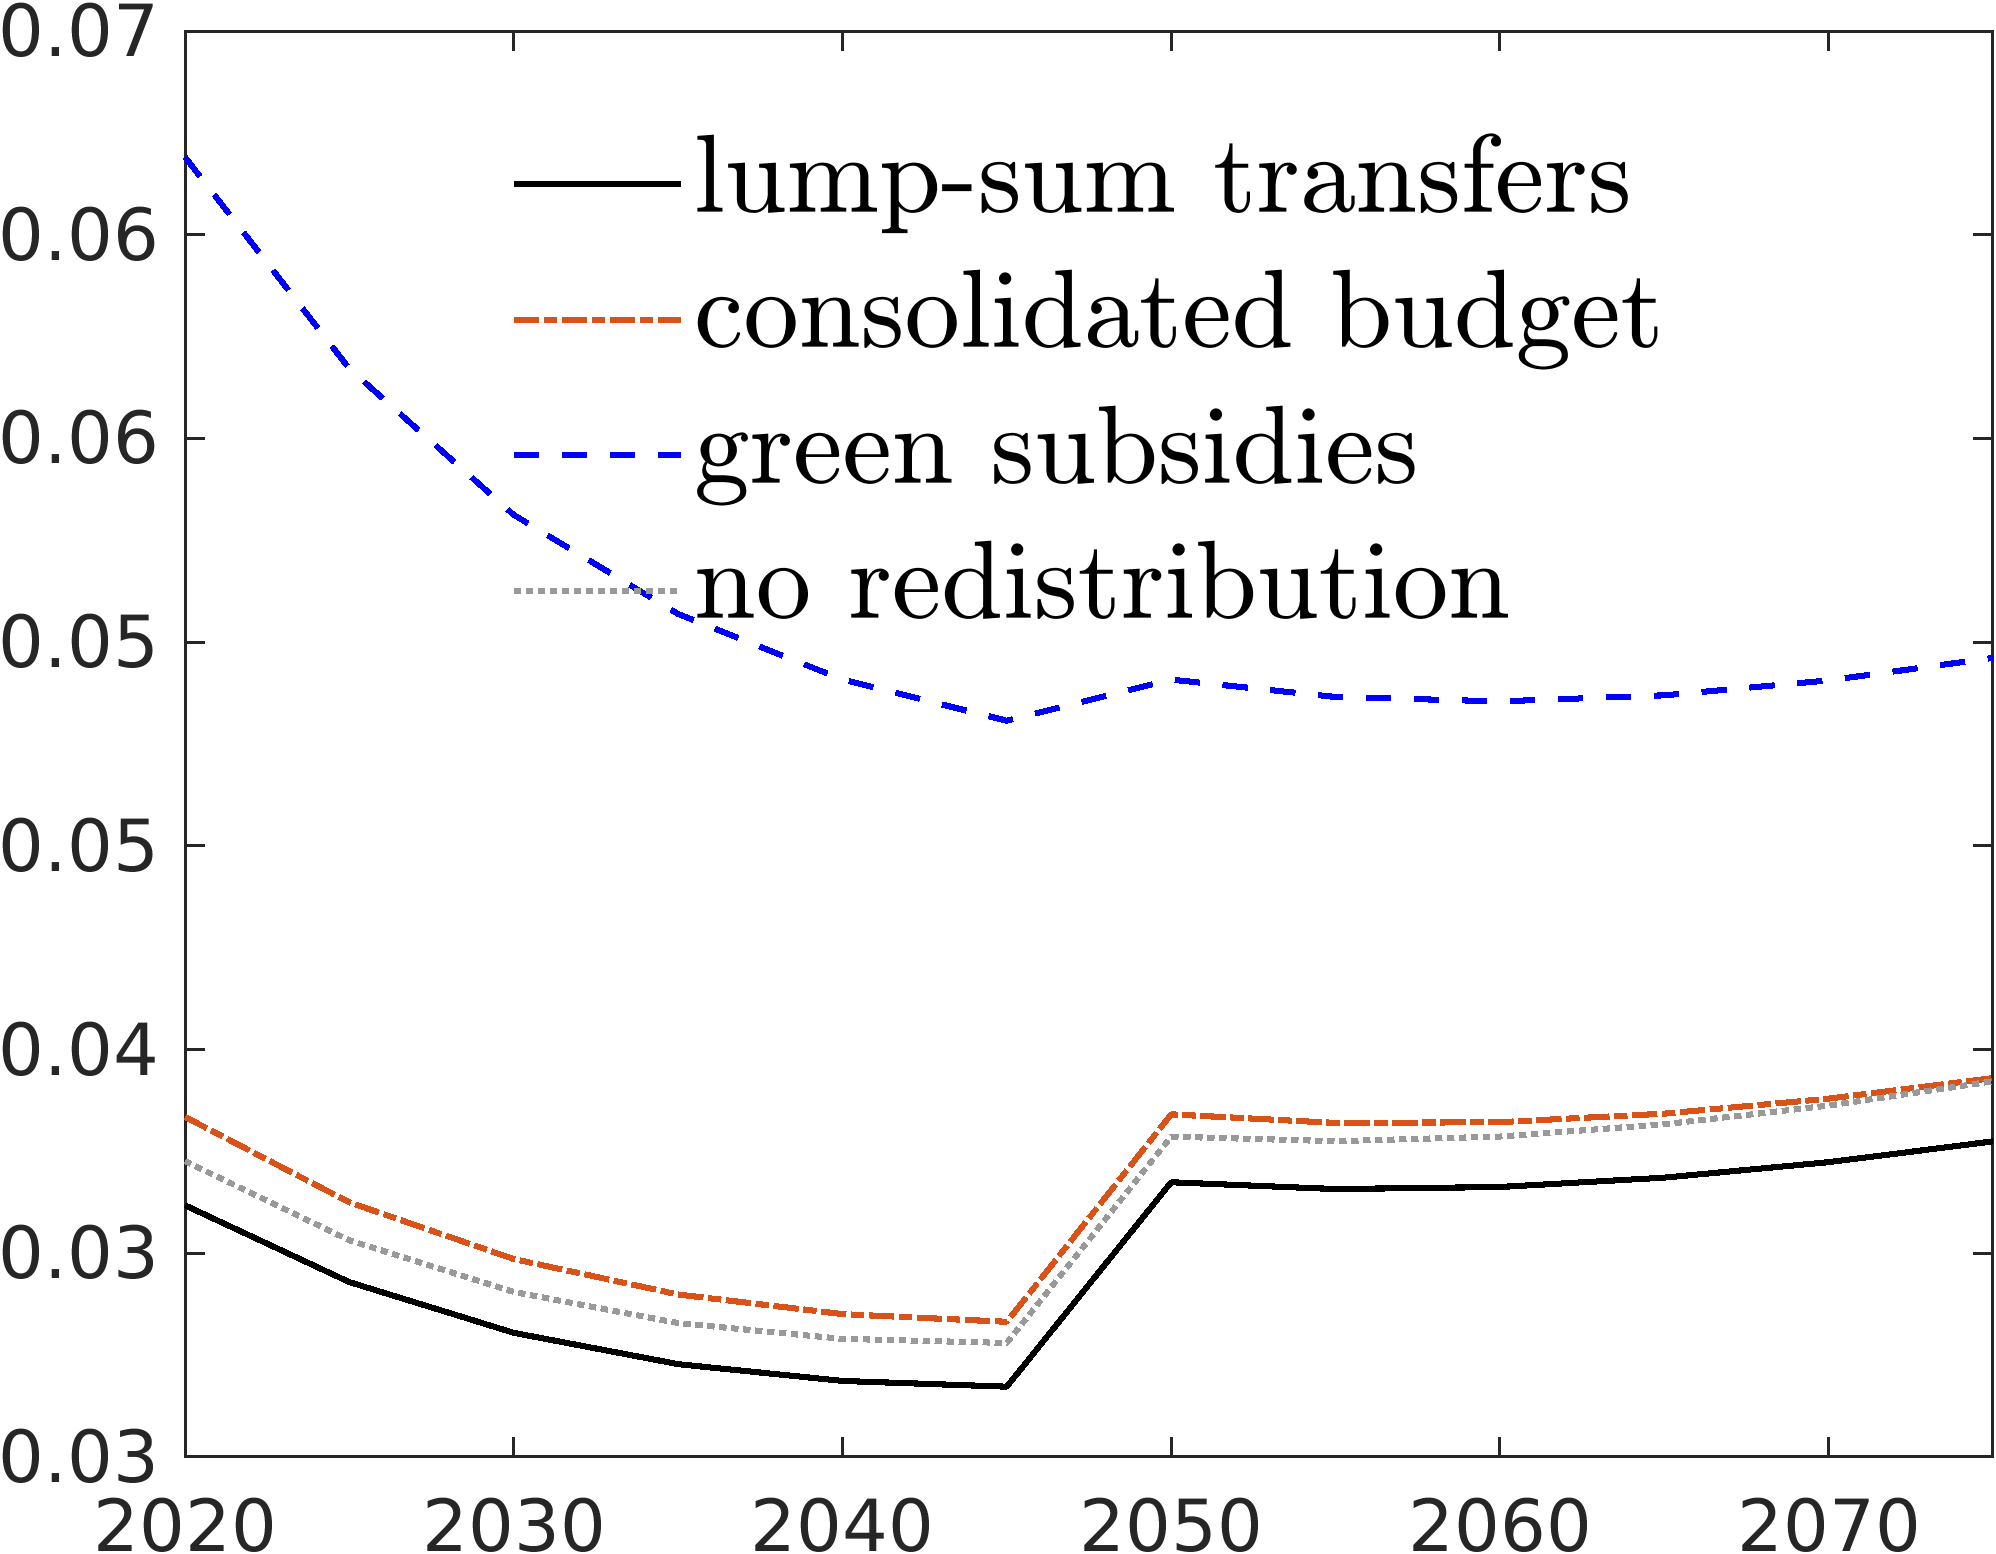 0.07
0.06
0.06
0.05
0.05
0.04
0.03
0.03
lump-sum transfers
consolidated budget
green subsidies
no redistribution
2020 2030 2040 2050 2060 2070